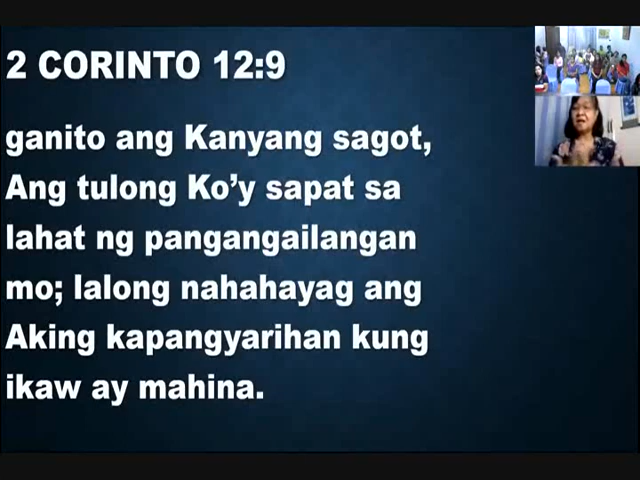 2 CORINTO 12:9
ganito ang Kanyang sagot,
Ang tulong Ko’y sapat sa
lahat ng pangangailangan
mo; lalong nahahayag ang
Aking kapangyarihan kung
ikaw ay mahina.